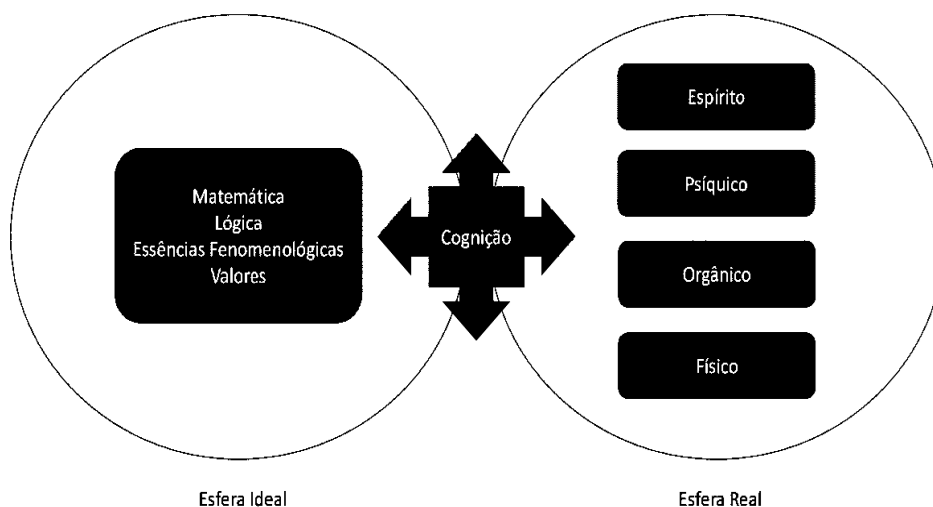 Matemática
Lógica
Essências Fenomenológicas
Valores
Cognição
Espírito
Psíquico
Orgânico
Físico
Esfera Ideal
Esfera Real